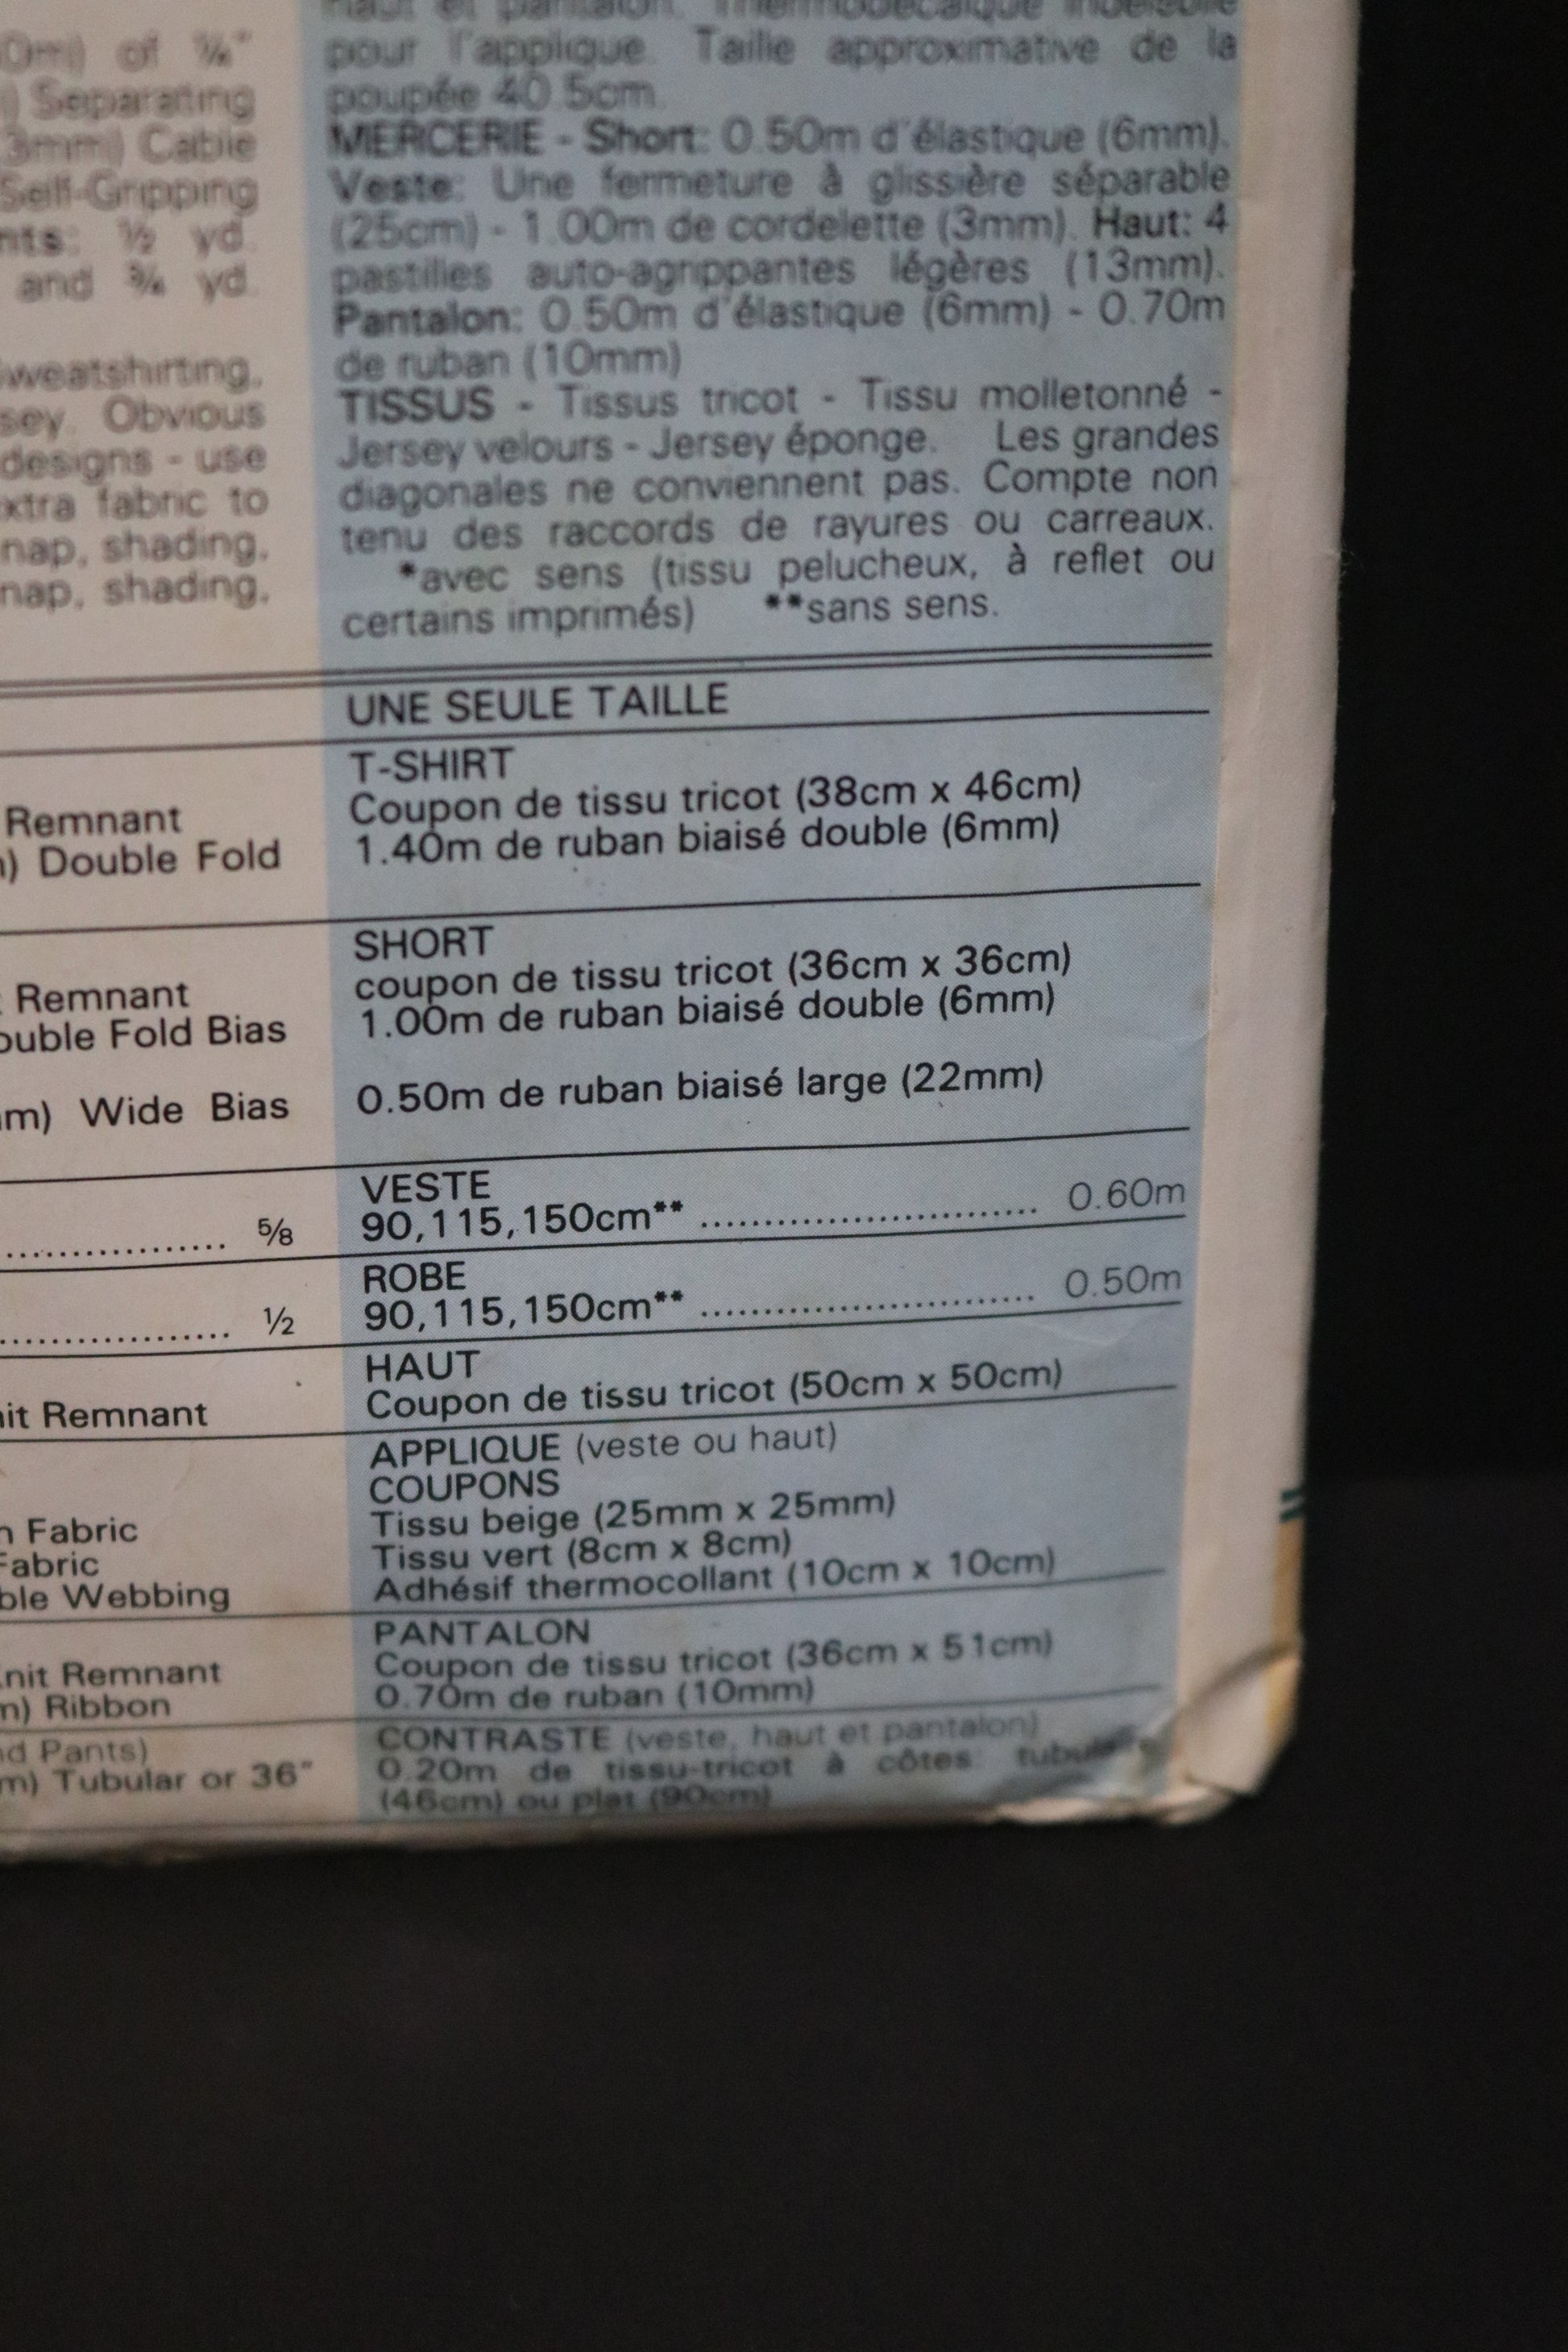 0m) of ¾"
Separating
3mm) Cable
Self-Gripping
nts: ½ yd.
and ¾ yd.
weatshirting,
sey. Obvious
designs - use
xtra fabric to
nap, shading,
nap, shading,
Remnant
) Double Fold
Remnant
ouble Fold Bias
m) Wide Bias
.................. ⅝
.................. ½
it Remnant
n Fabric
Fabric
ble Webbing
nit Remnant
m) Ribbon
d Pants)
m) Tubular or 36"
haut et pantalon. Thermodécalque indélébile
pour l'applique. Taille approximative de la
poupée 40.5cm.
MERCERIE - Short: 0.50m d'élastique (6mm).
Veste: Une fermeture à glissière séparable
(25cm) - 1.00m de cordelette (3mm). Haut: 4
pastilles auto-agrippantes légères (13mm).
Pantalon: 0.50m d'élastique (6mm) - 0.70m
de ruban (10mm)
TISSUS - Tissus tricot - Tissu molletonné -
Jersey velours - Jersey éponge. Les grandes
diagonales ne conviennent pas. Compte non
tenu des raccords de rayures ou carreaux.
*avec sens (tissu pelucheux, à reflet ou
certains imprimés) **sans sens.
UNE SEULE TAILLE
T-SHIRT
Coupon de tissu tricot (38cm x 46cm)
1.40m de ruban biaisé double (6mm)
SHORT
coupon de tissu tricot (36cm x 36cm)
1.00m de ruban biaisé double (6mm)
0.50m de ruban biaisé large (22mm)
VESTE
90,115,150cm** .............................. 0.60m
ROBE
90,115,150cm** .............................. 0.50m
HAUT
Coupon de tissu tricot (50cm x 50cm)
APPLIQUE (veste ou haut)
COUPONS
Tissu beige (25mm x 25mm)
Tissu vert (8cm x 8cm)
Adhésif thermocollant (10cm x 10cm)
PANTALON
Coupon de tissu tricot (36cm x 51cm)
0.70m de ruban (10mm)
CONTRASTE (veste, haut et pantalon)
0.20m de tissu-tricot à côtes
(46cm) ou plat (90cm)